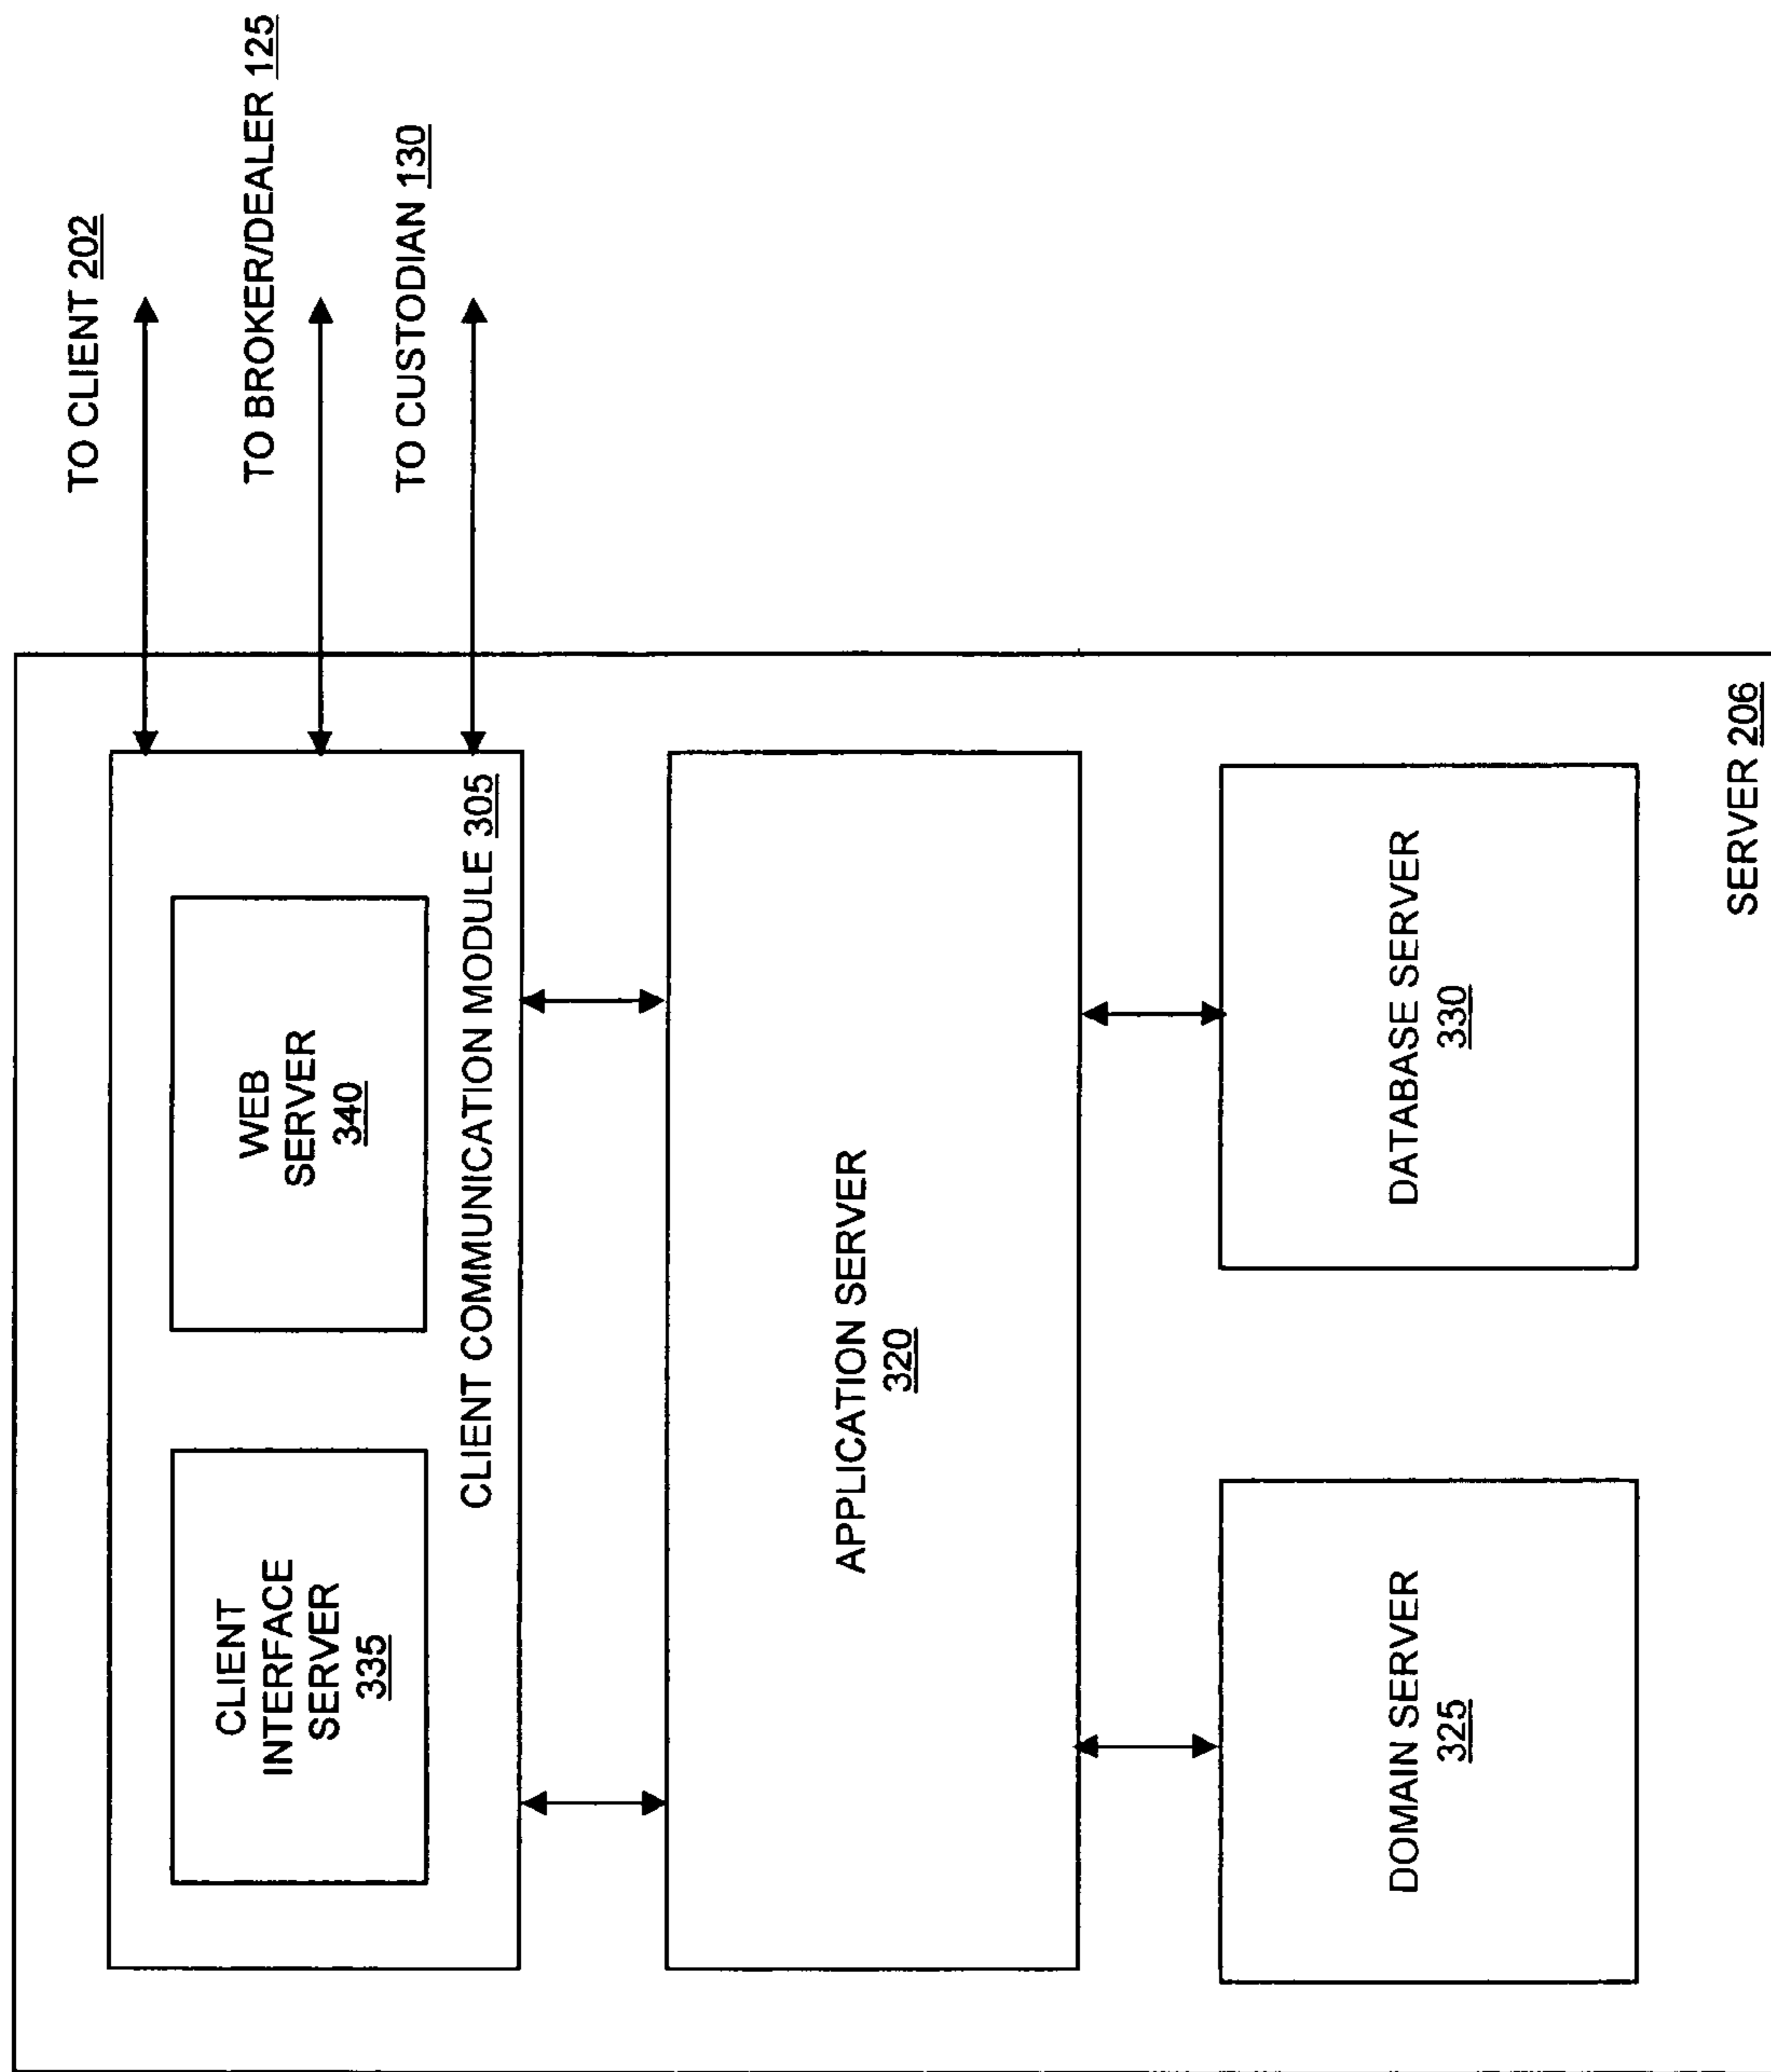 TO CLIENT 202
TO BROKER/DEALER 125
TO CUSTODIAN 130
CLIENT
INTERFACE
SERVER
335
WEB
SERVER
340
CLIENT COMMUNICATION MODULE 305
APPLICATION SERVER
320
DOMAIN SERVER
325
DATABASE SERVER
330
SERVER 206